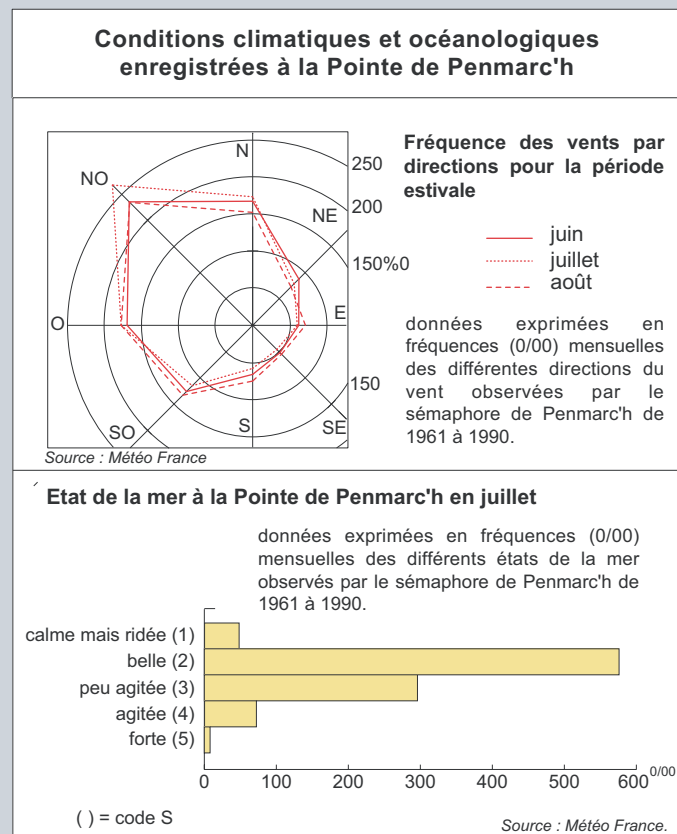 Conditions climatiques et océanologiques
enregistrées à la Pointe de Penmarc'h
N
NO
NE
O
E
SO
S
SE
250
200
150%0
150
Source : Météo France
Fréquence des vents par
directions pour la période
estivale
juin
juillet
août
données exprimées en
fréquences (0/00) mensuelles
des différentes directions du
vent observées par le
sémaphore de Penmarc'h de
1961 à 1990.
Etat de la mer à la Pointe de Penmarc'h en juillet
données exprimées en fréquences (0/00)
mensuelles des différents états de la mer
observés par le sémaphore de Penmarc'h de
1961 à 1990.
calme mais ridée (1)
belle (2)
peu agitée (3)
agitée (4)
forte (5)
0 100 200 300 400 500 600 0/00
( ) = code S
Source : Météo France.